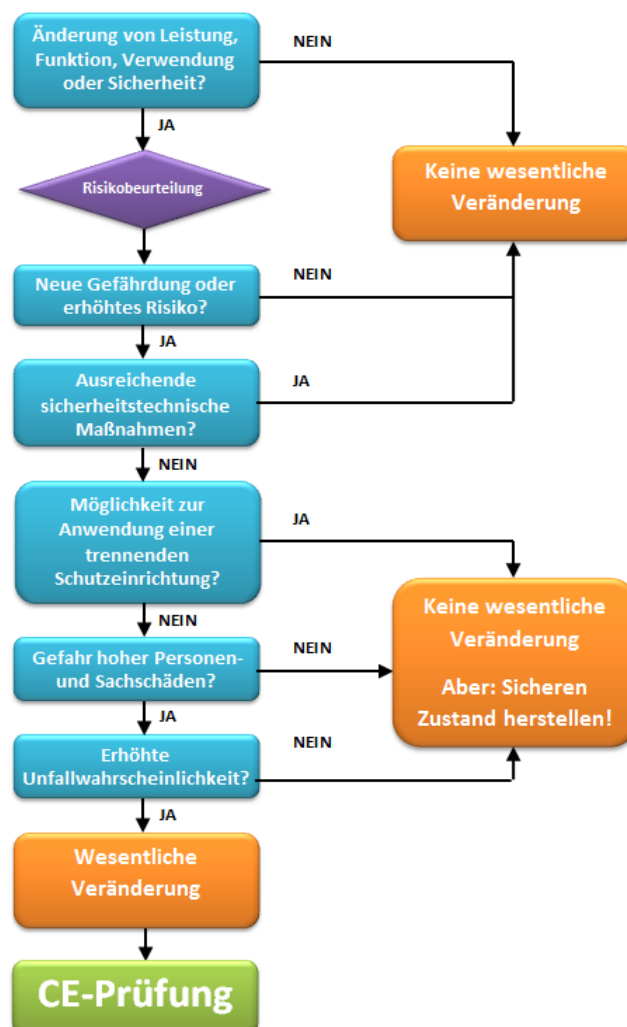 Änderung von Leistung,
Funktion, Verwendung
oder Sicherheit?
NEIN
JA
Risikobeurteilung
Keine wesentliche
Veränderung
Neue Gefährdung oder
erhöhtes Risiko?
NEIN
JA
Ausreichende
sicherheitstechnische
Maßnahmen?
JA
NEIN
Möglichkeit zur
Anwendung einer
trennenden
Schutzeinrichtung?
JA
NEIN
Keine wesentliche
Veränderung
Aber: Sicheren
Zustand herstellen!
Gefahr hoher Personen-
und Sachschäden?
NEIN
JA
Erhöhte
Unfallwahrscheinlichkeit?
NEIN
JA
Wesentliche
Veränderung
CE-Prüfung